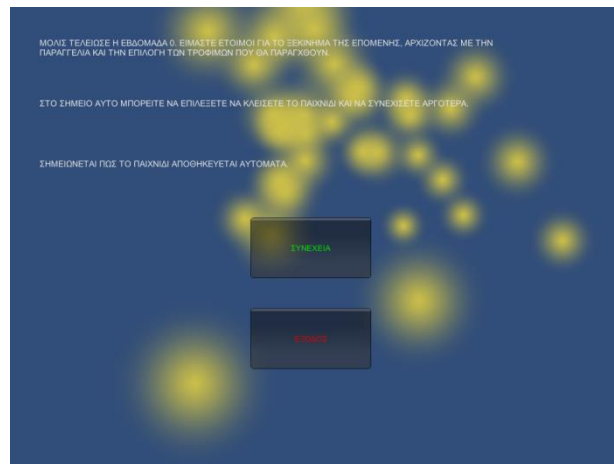 ΜΟΛΙΣ ΤΕΛΕΙΩΣΕ Η ΕΒΔΟΜΑΔΑ 0. ΕΙΜΑΣΤΕ ΕΤΟΙΜΟΙ ΓΙΑ ΤΟ ΞΕΚΙΝΗΜΑ ΤΗΣ ΕΠΟΜΕΝΗΣ, ΑΡΧΙΖΟΝΤΑΣ ΜΕ ΤΗΝ
ΠΑΡΑΓΓΕΛΙΑ ΚΑΙ ΤΗΝ ΕΠΙΛΟΓΗ ΤΩΝ ΤΡΟΦΙΜΩΝ ΠΟΥ ΘΑ ΠΑΡΑΓΧΘΟΥΝ.
ΣΤΟ ΣΗΜΕΙΟ ΑΥΤΟ ΜΠΟΡΕΙΤΕ ΝΑ ΕΠΙΛΕΞΕΤΕ ΝΑ ΚΛΕΙΣΕΤΕ ΤΟ ΠΑΙΧΝΙΔΙ ΚΑΙ ΝΑ ΣΥΝΕΧΙΣΕΤΕ ΑΡΓΟΤΕΡΑ.
ΣΗΜΕΙΩΝΕΤΑΙ ΠΩΣ ΤΟ ΠΑΙΧΝΙΔΙ ΑΠΟΘΗΚΕΥΕΤΑΙ ΑΥΤΟΜΑΤΑ.
ΣΥΝΕΧΕΙΑ
ΕΞΟΔΟΣ